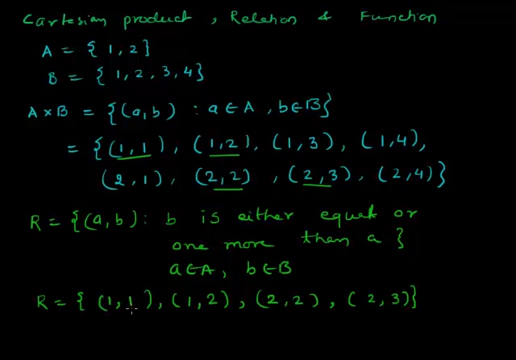 Cartesian product, Relation & Function
A = { 1, 2 }
B = { 1, 2, 3, 4 }
A × B = { (a, b) : a ∈ A, b ∈ B }
= { (1, 1), (1, 2), (1, 3), (1, 4),
(2, 1), (2, 2), (2, 3), (2, 4) }
R = { (a, b) : b is either equal or
one more than a }
a ∈ A, b ∈ B
R = { (1, 1), (1, 2), (2, 2), (2, 3) }